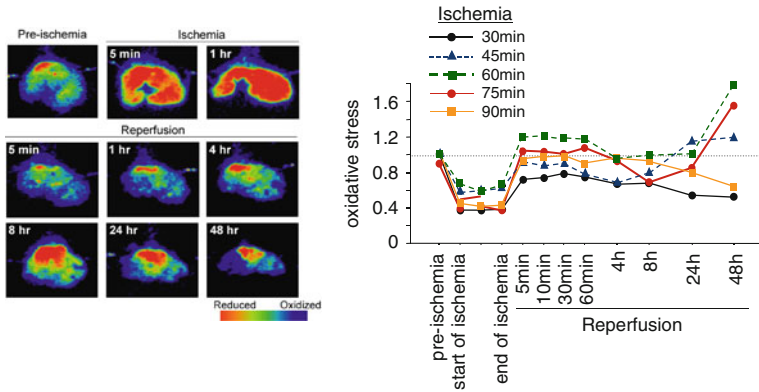 Pre-ischemia
Ischemia
5 min
1 hr
Reperfusion
5 min
1 hr
4 hr
8 hr
24 hr
48 hr
Reduced
Oxidized
Ischemia
30min
45min
60min
75min
90min
oxidative stress
1.6
1.2
0.8
0.4
0
pre-ischemia
start of ischemia
end of ischemia
5min
10min
30min
60min
4h
8h
24h
48h
Reperfusion